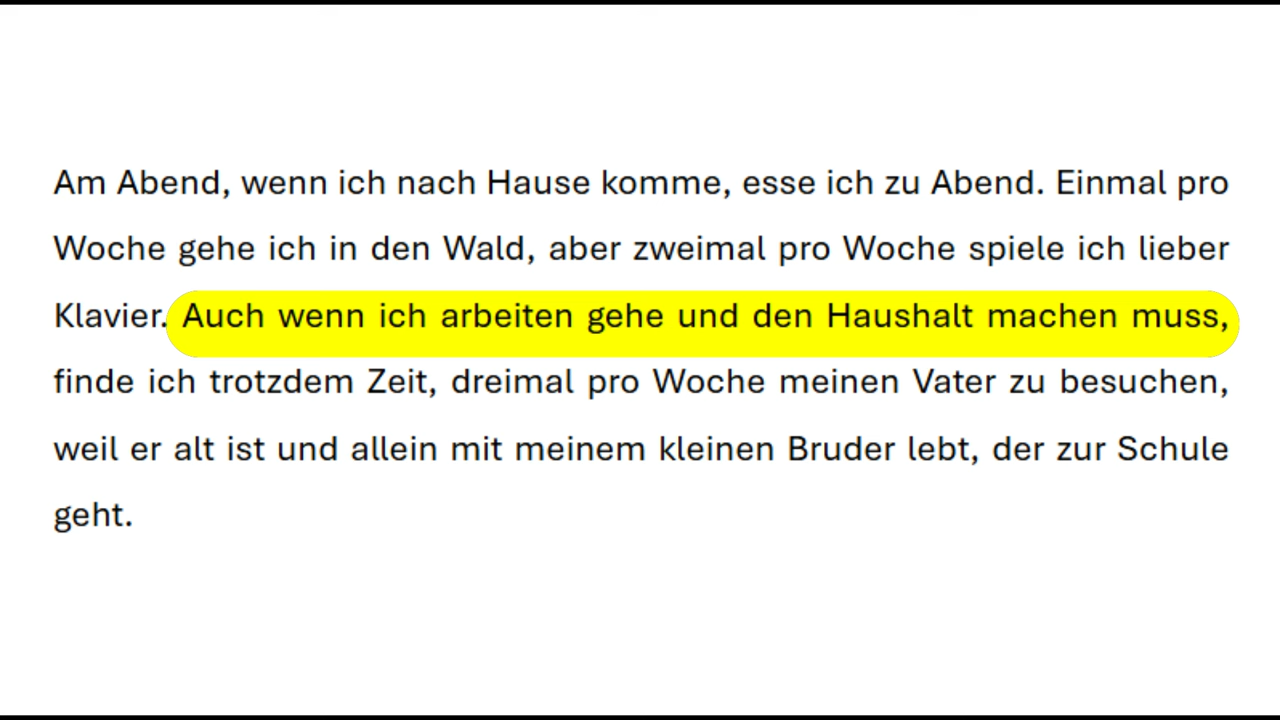 Am Abend, wenn ich nach Hause komme, esse ich zu Abend. Einmal pro
Woche gehe ich in den Wald, aber zweimal pro Woche spiele ich lieber
Klavier. Auch wenn ich arbeiten gehe und den Haushalt machen muss,
finde ich trotzdem Zeit, dreimal pro Woche meinen Vater zu besuchen,
weil er alt ist und allein mit meinem kleinen Bruder lebt, der zur Schule
geht.